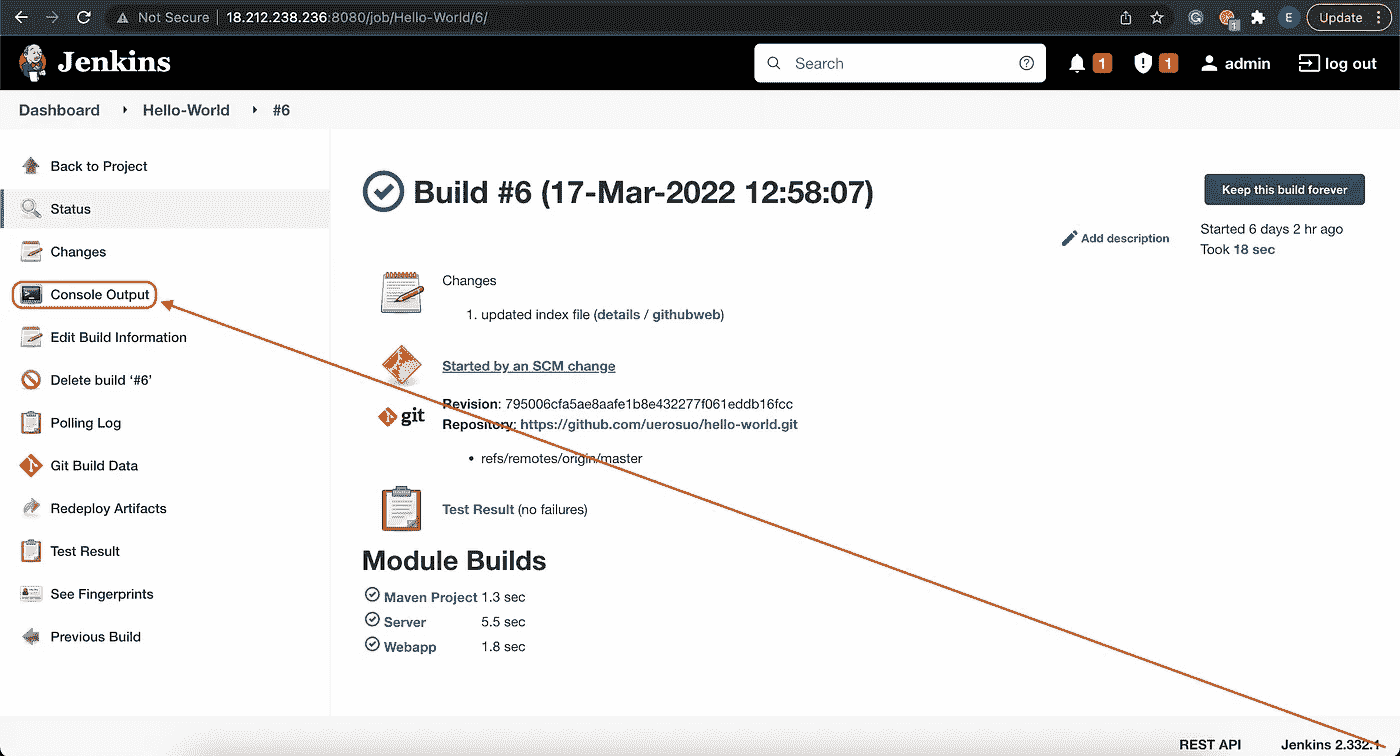 Not Secure | 18.212.238.236:8080/job/Hello-World/6/
1
E
Update
Jenkins
Search
1
1
admin
log out
Dashboard
Hello-World
#6
Back to Project
Status
Changes
Console Output
Edit Build Information
Delete build ‘#6’
Polling Log
Git Build Data
Redeploy Artifacts
Test Result
See Fingerprints
Previous Build
Build #6 (17-Mar-2022 12:58:07)
Keep this build forever
Add description
Started 6 days 2 hr ago
Took 18 sec
Changes
1. updated index file (details / githubweb)
Started by an SCM change
git
Revision: 795006cfa5ae8aafe1b8e432277f061eddb16fcc
Repository: https://github.com/uerosuo/hello-world.git
• refs/remotes/origin/master
Test Result (no failures)
Module Builds
Maven Project 1.3 sec
Server 5.5 sec
Webapp 1.8 sec
REST API
Jenkins 2.332.1